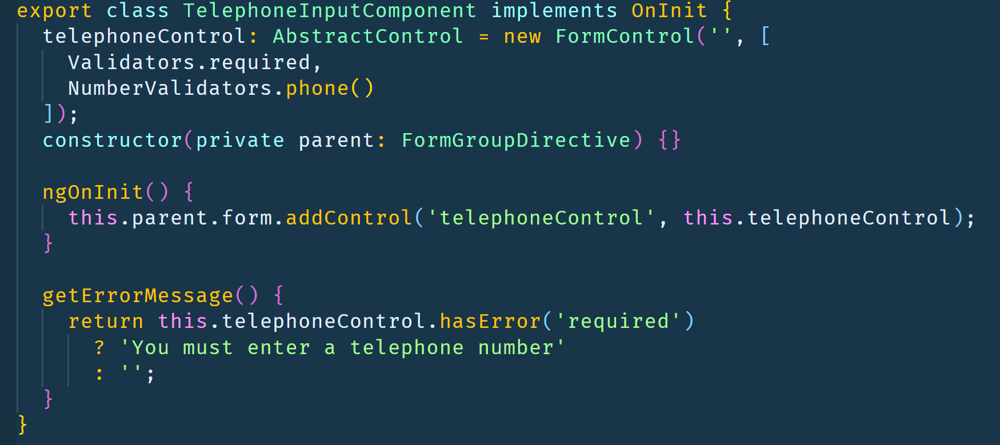 export class TelephoneInputComponent implements OnInit {
  telephoneControl: AbstractControl = new FormControl('', [
    Validators.required,
    NumberValidators.phone()
  ]);
  constructor(private parent: FormGroupDirective) {}

  ngOnInit() {
    this.parent.form.addControl('telephoneControl', this.telephoneControl);
  }

  getErrorMessage() {
    return this.telephoneControl.hasError('required')
      ? 'You must enter a telephone number'
      : '';
  }
}